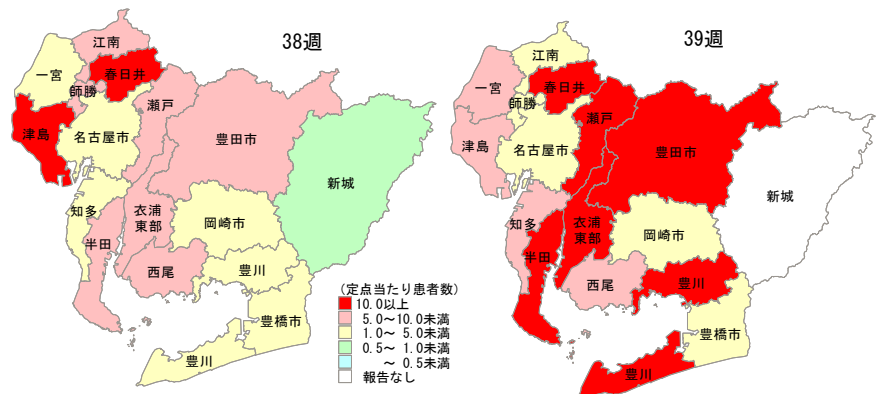 38週
江南
一宮
春日井
師勝
瀬戸
津島
名古屋市
豊田市
新城
知多
衣浦
東部
岡崎市
半田
西尾
豊川
豊橋市
豊川
(定点当たり患者数)
10.0以上
5.0～10.0未満
1.0～ 5.0未満
0.5～ 1.0未満
～ 0.5未満
報告なし
39週
江南
一宮
春日井
師勝
瀬戸
津島
名古屋市
豊田市
新城
知多
衣浦
東部
岡崎市
半田
西尾
豊川
豊橋市
豊川